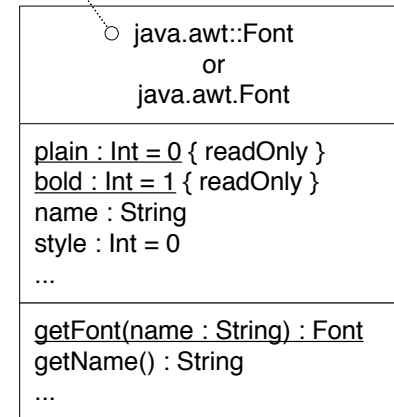 java.awt::Font
or
java.awt.Font
plain : Int = 0 { readOnly }
bold : Int = 1 { readOnly }
name : String
style : Int = 0
...
getFont(name : String) : Font
getName() : String
...